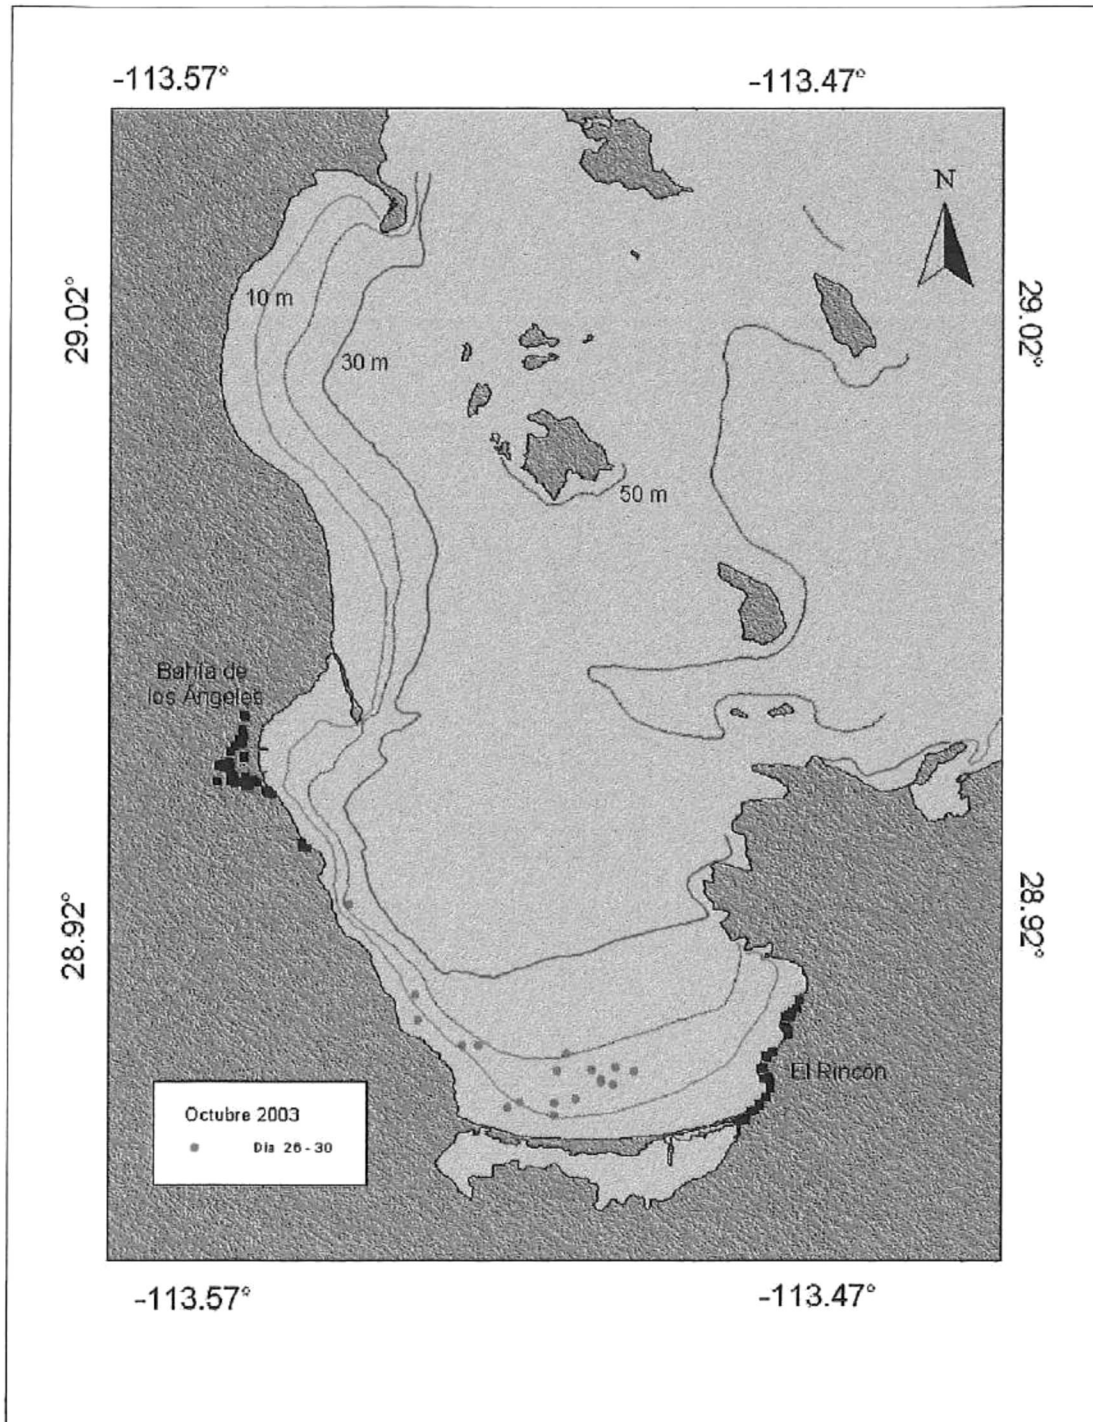 -113.57° -113.47°
N
29.02° 29.02°
10 m
30 m
50 m
Bahía de
los Ángeles
28.92° 28.92°
El Rincón
Octubre 2003
Dia 26 - 30
-113.57° -113.47°